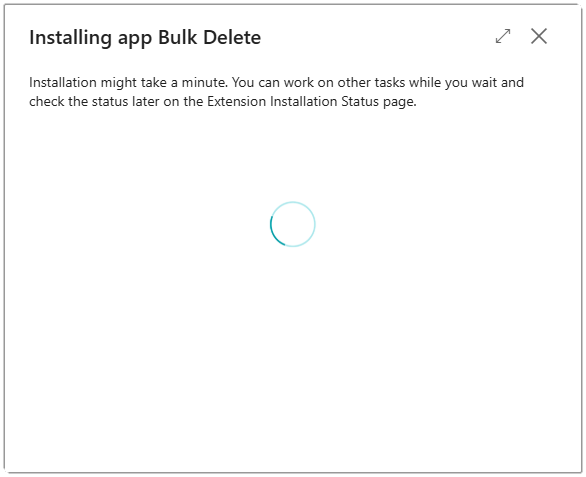 Installing app Bulk Delete
Installation might take a minute. You can work on other tasks while you wait and
check the status later on the Extension Installation Status page.